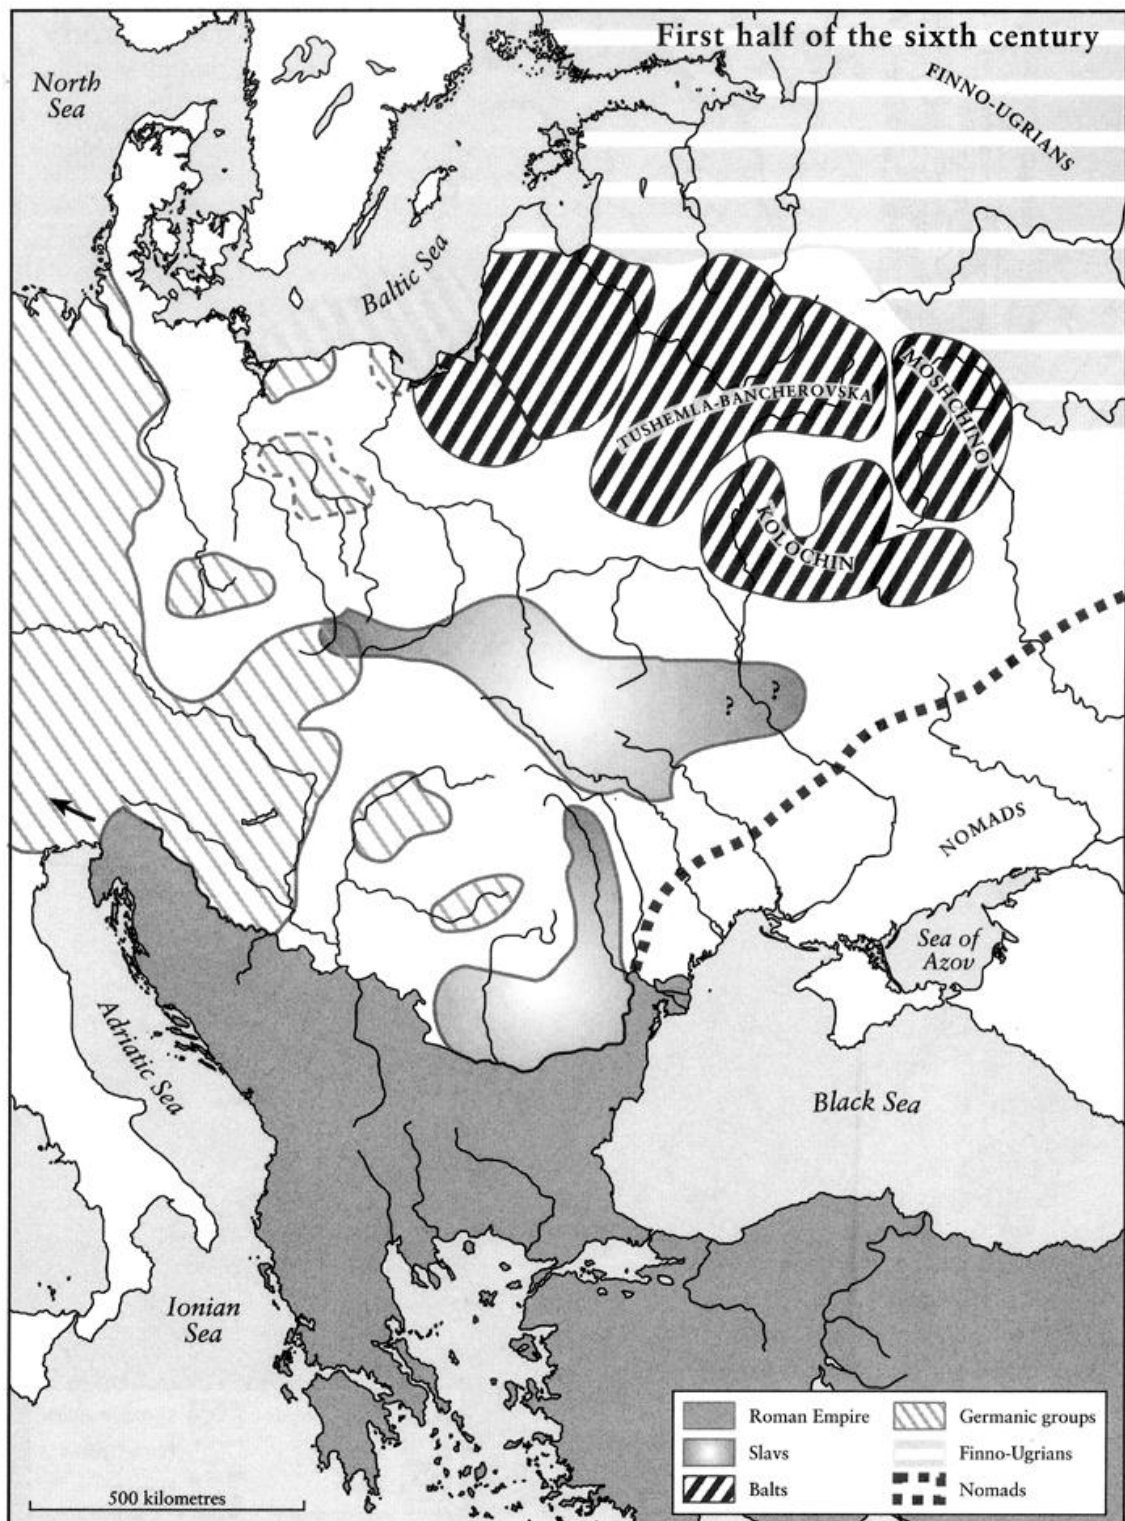 First half of the sixth century
North
Sea
FINNO-UGRIANS
Baltic Sea
MOSHCHINO
TUSHEMLA-BANCHEROVSKA
KOLOCHIN
? ?
NOMADS
Sea of
Azov
Adriatic Sea
Black Sea
Ionian
Sea
Roman Empire
Slavs
Balts
Germanic groups
Finno-Ugrians
Nomads
500 kilometres